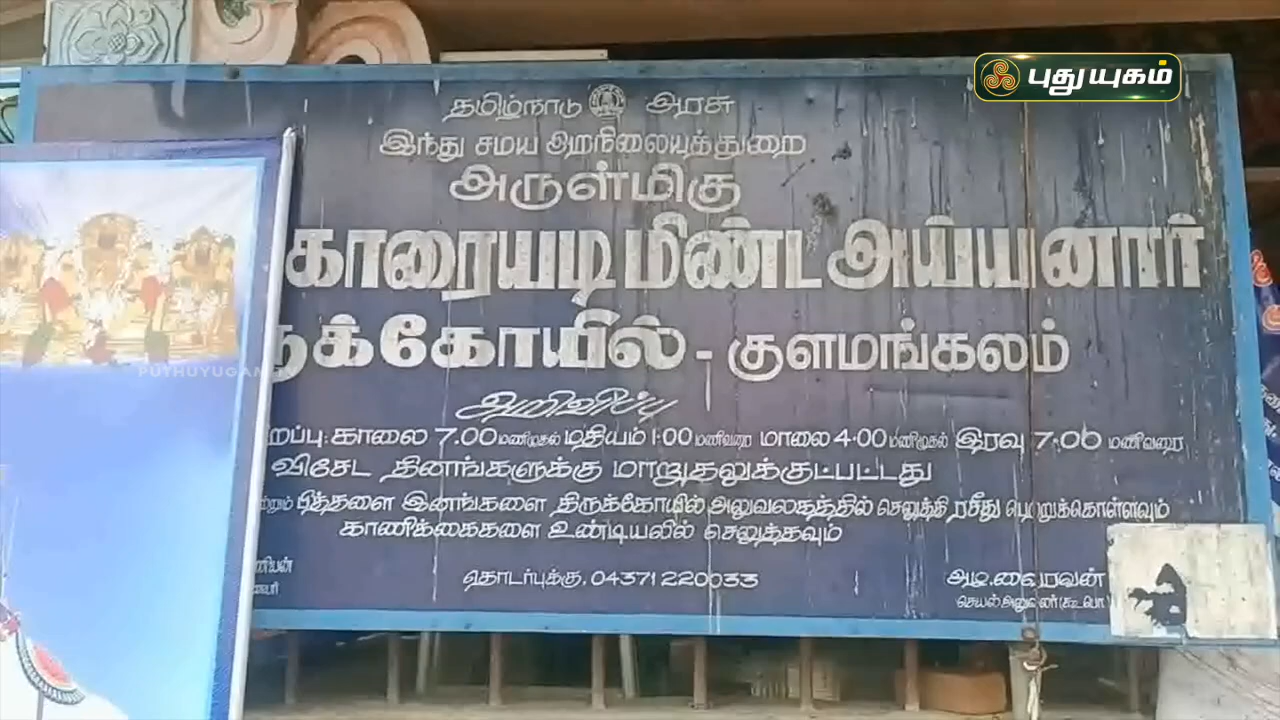 புதுயுகம்
தமிழ்நாடு அரசு
இந்து சமய அறநிலையத்துறை
அருள்மிகு
காரையடி மிண்ட அய்யனார்
க்கோயில் - குளமங்கலம்
அறிவிப்பு
றப்பு: காலை 7.00 மணிமுதல் மதியம் 1.00 மணிவரை மாலை 4.00 மணிமுதல் இரவு 7.00 மணிவரை
விசேட தினங்களுக்கு மாறுதலுக்குட்பட்டது
பித்தளை இனங்களை திருக்கோயில் அலுவலகத்தில் செலுத்தி ரசீது பெற்றுக்கொள்ளவும்
காணிக்கைகளை உண்டியலில் செலுத்தவும்
தொடர்புக்கு. 04371 220033
ஆடி.வைரவன்
செயல் அலுவலர் (கூ.பொ.)
PUTHUYUGAM TV